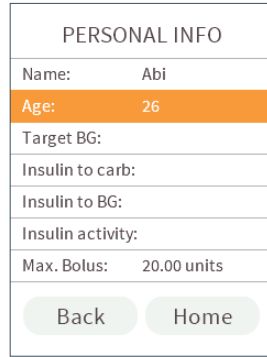 PERSONAL INFO
Name: Abi
Age: 26
Target BG:
Insulin to carb:
Insulin to BG:
Insulin activity:
Max. Bolus: 20.00 units
Back Home